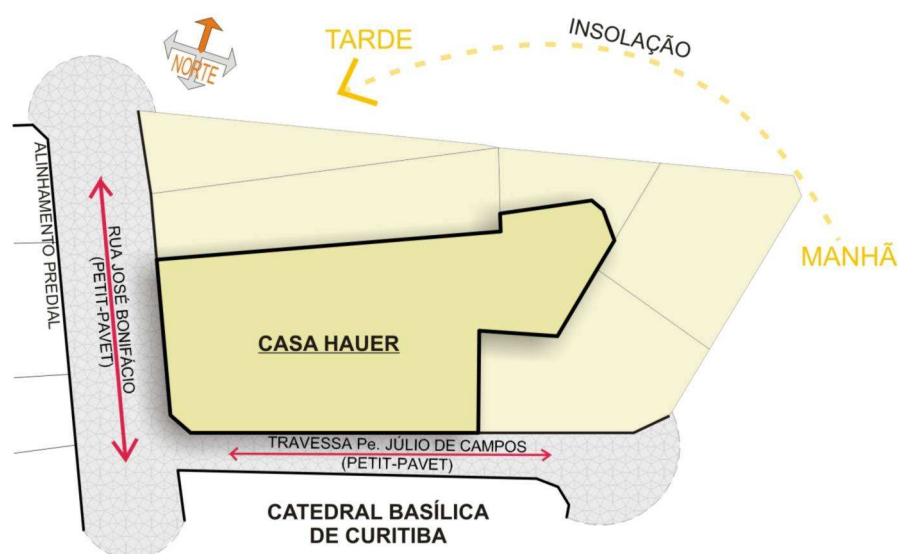 NORTE
TARDE
INSOLAÇÃO
MANHÃ
ALINHAMENTO PREDIAL
RUA JOSÉ BONIFÁCIO
(PETIT-PAVET)
CASA HAUER
TRAVESSA Pe. JÚLIO DE CAMPOS
(PETIT-PAVET)
CATEDRAL BASÍLICA
DE CURITIBA